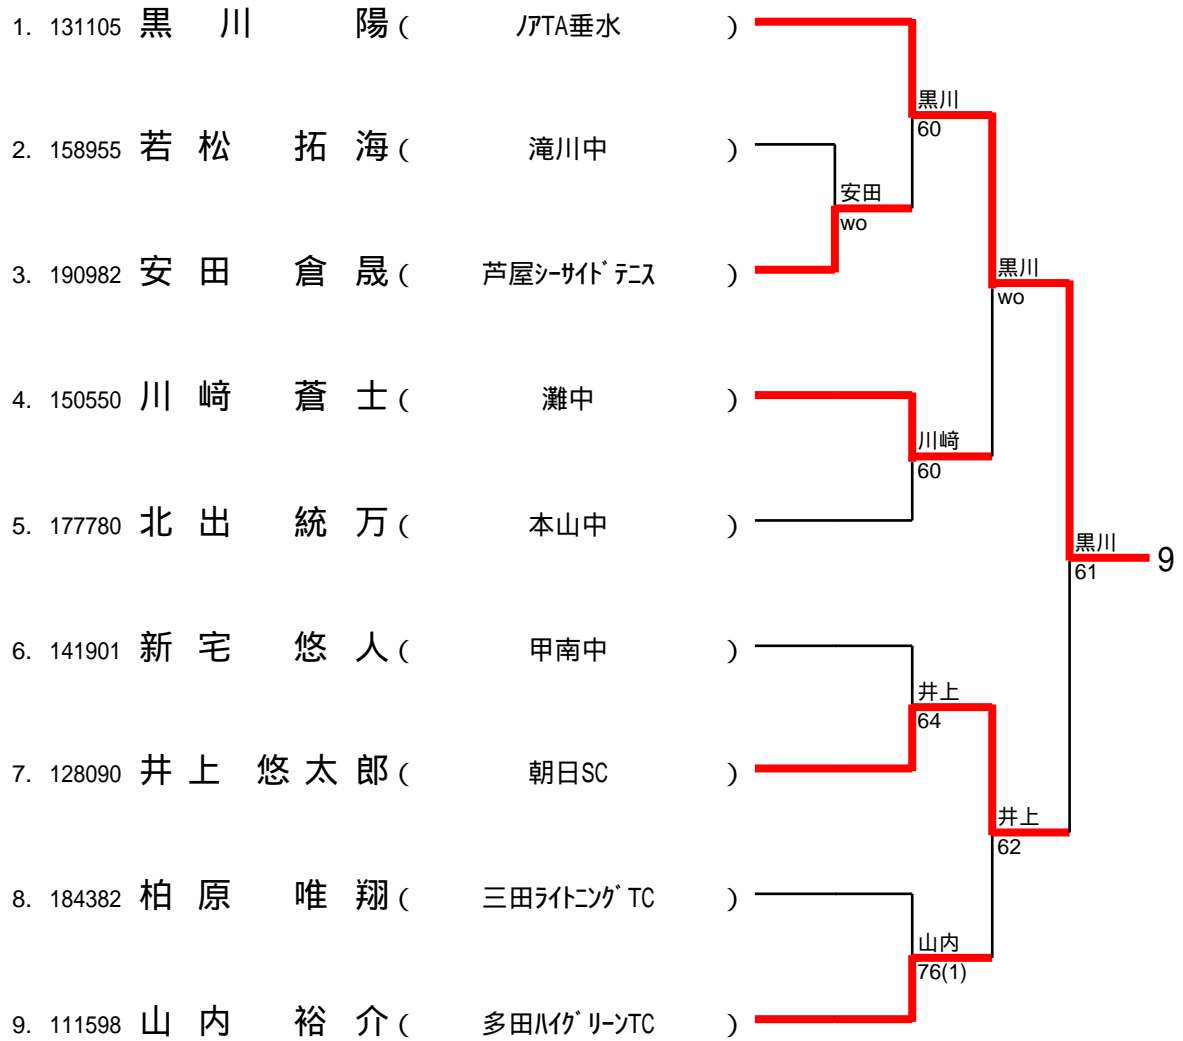 1. 131105 黒川 陽 ( ﾉｱTA垂水 )
黒川
60
2. 158955 若松 拓海 ( 滝川中 )
安田
wo
3. 190982 安田 倉晟 ( 芦屋ｼｰｻｲﾄﾞﾃﾆｽ )
黒川
wo
4. 150550 川﨑 蒼士 ( 灘中 )
川﨑
60
5. 177780 北出 統万 ( 本山中 )
黒川
61
9
6. 141901 新宅 悠人 ( 甲南中 )
井上
64
7. 128090 井上 悠太郎 ( 朝日SC )
井上
62
8. 184382 柏原 唯翔 ( 三田ﾗｲﾄﾆﾝｸﾞTC )
山内
76(1)
9. 111598 山内 裕介 ( 多田ﾊｲｸﾞﾘｰﾝTC )